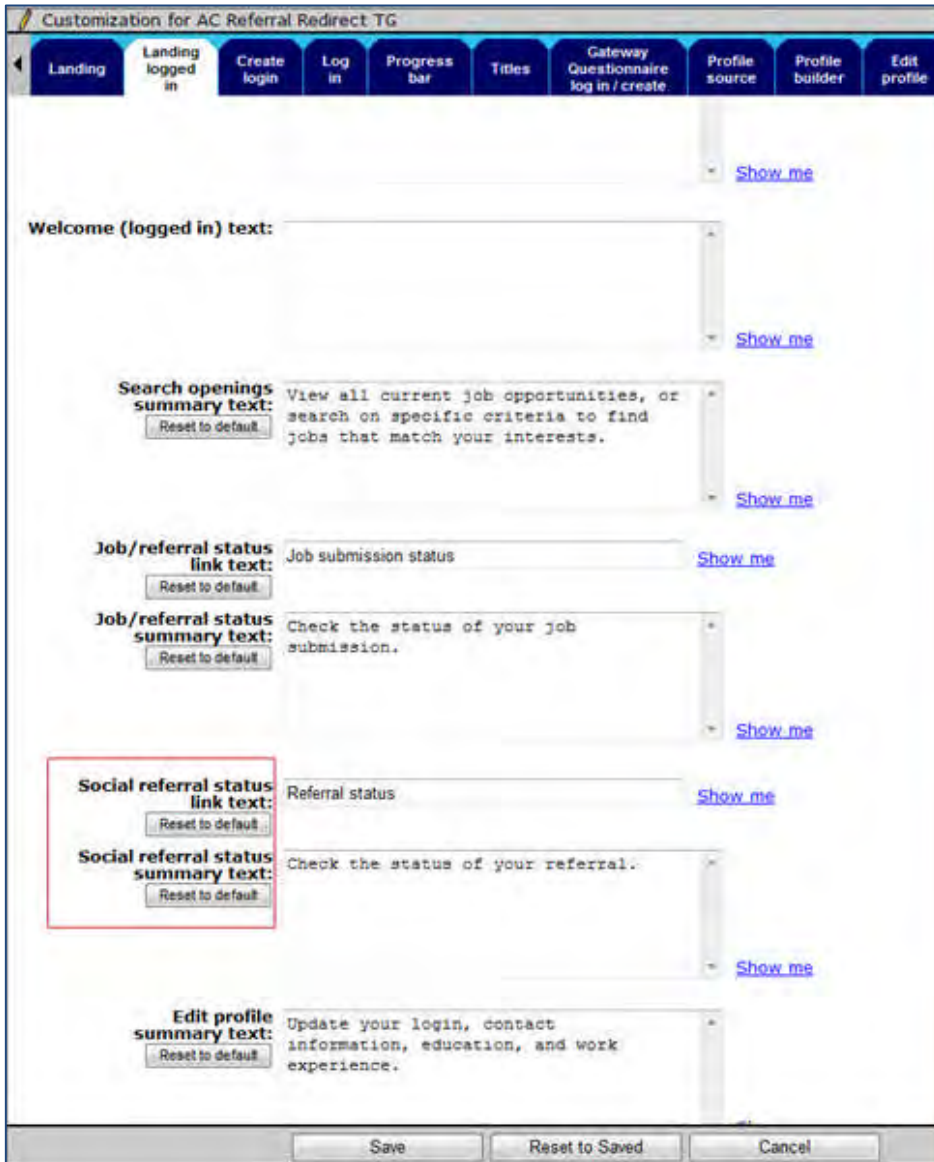 Customization for AC Referral Redirect TG
Landing
Landing
logged
in
Create
login
Log
in
Progress
bar
Titles
Gateway
Questionnaire
log in / create
Profile
source
Profile
builder
Edit
profile
Show me
Welcome (logged in) text:
Show me
Search openings
summary text:
Reset to default
View all current job opportunities, or
search on specific criteria to find
jobs that match your interests.
Show me
Job/referral status
link text:
Reset to default
Job submission status
Show me
Job/referral status
summary text:
Reset to default
Check the status of your job
submission.
Show me
Social referral status
link text:
Reset to default
Referral status
Show me
Social referral status
summary text:
Reset to default
Check the status of your referral.
Show me
Edit profile
summary text:
Reset to default
Update your login, contact
information, education, and work
experience.
Save
Reset to Saved
Cancel